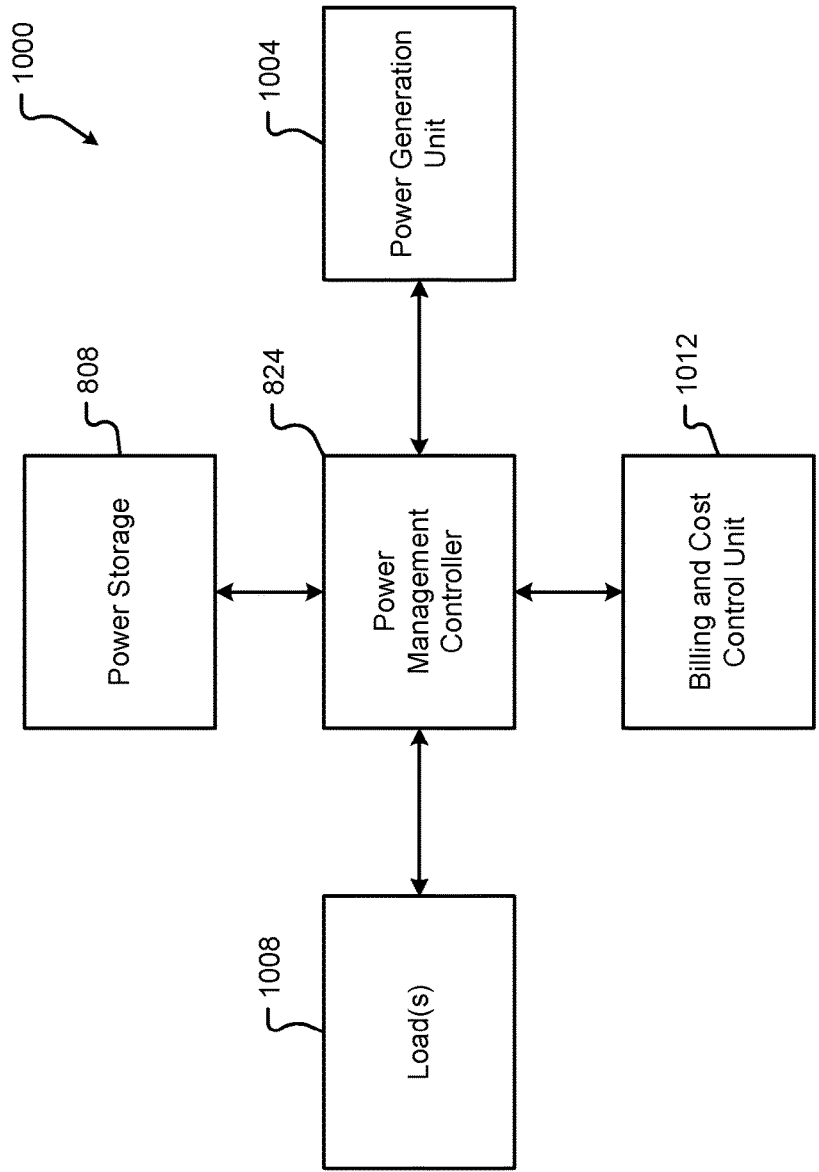 1000
1004
Power Generation
Unit
808
Power Storage
824
Power
Management
Controller
1012
Billing and Cost
Control Unit
1008
Load(s)